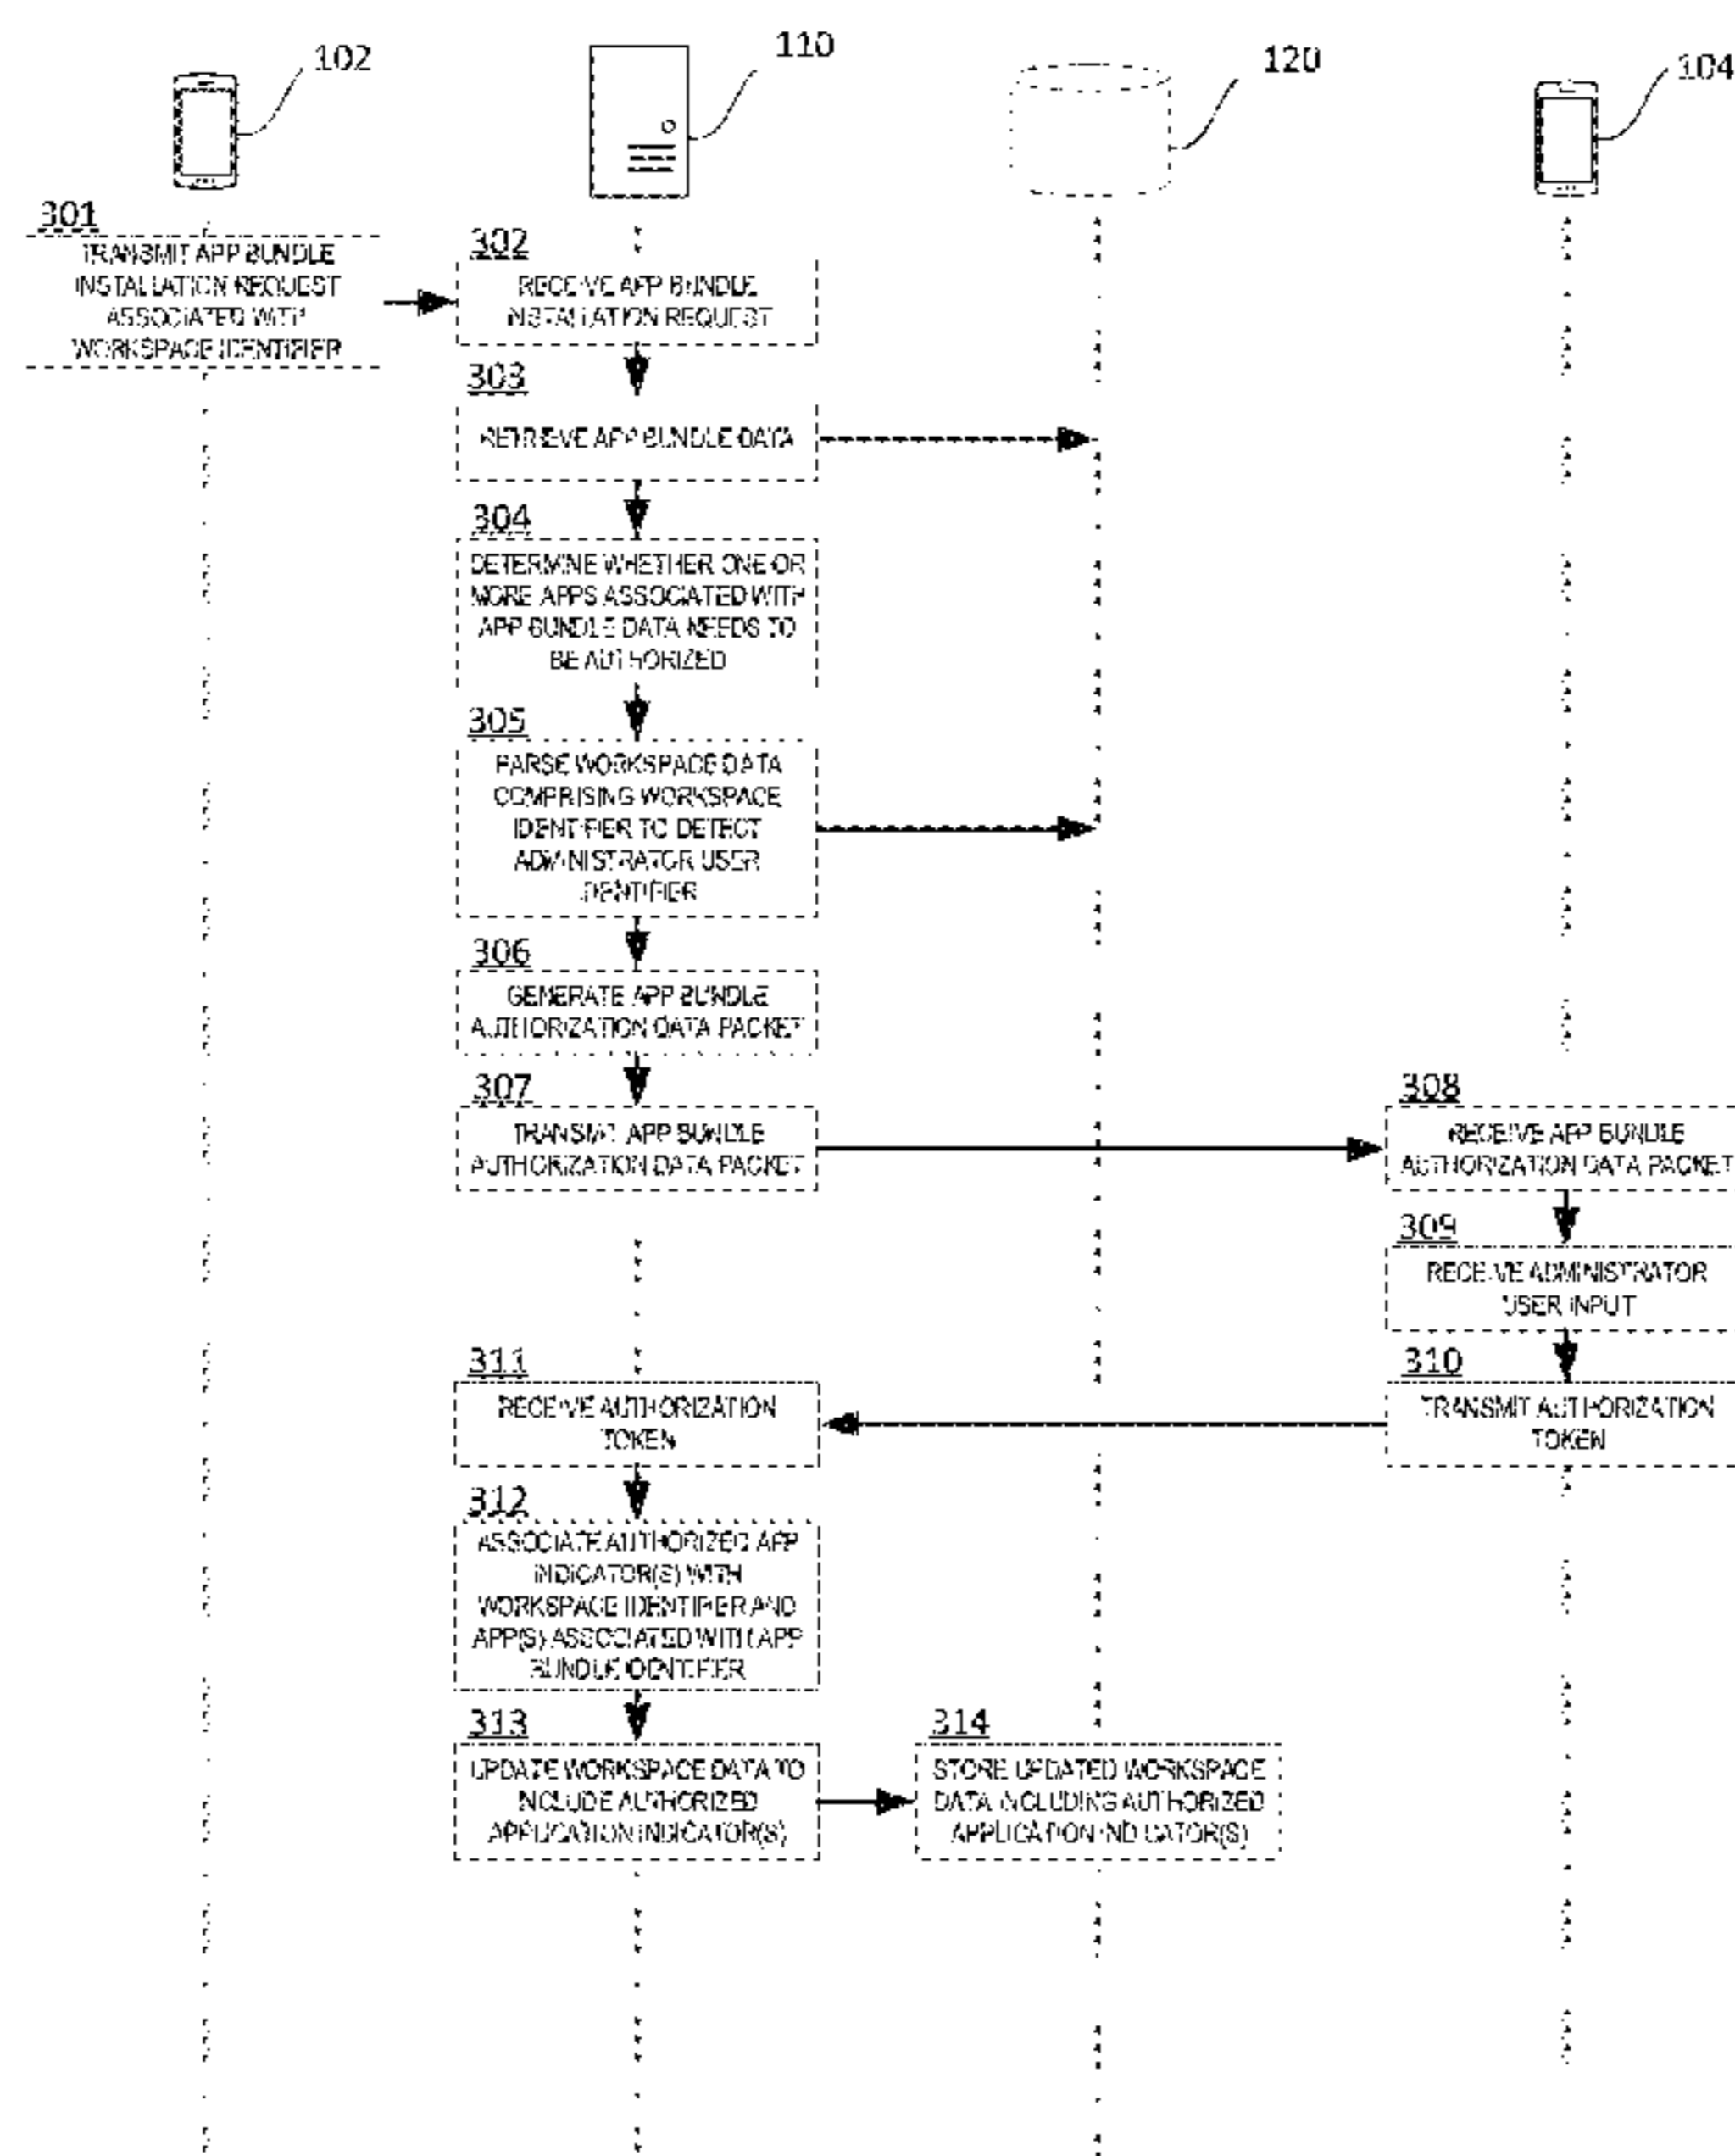 102
110
120
104
301
TRANSMIT APP BUNDLE
INSTALLATION REQUEST
ASSOCIATED WITH
WORKSPACE IDENTIFIER
302
RECEIVE APP BUNDLE
INSTALLATION REQUEST
303
RETRIEVE APP BUNDLE DATA
304
DETERMINE WHETHER ONE OR
MORE APPS ASSOCIATED WITH
APP BUNDLE DATA NEEDS TO
BE AUTHORIZED
305
PARSE WORKSPACE DATA
COMPRISING WORKSPACE
IDENTIFIER TO DETECT
ADMINISTRATOR USER
IDENTIFIER
306
GENERATE APP BUNDLE
AUTHORIZATION DATA PACKET
307
TRANSMIT APP BUNDLE
AUTHORIZATION DATA PACKET
308
RECEIVE APP BUNDLE
AUTHORIZATION DATA PACKET
309
RECEIVE ADMINISTRATOR
USER INPUT
310
TRANSMIT AUTHORIZATION
TOKEN
311
RECEIVE AUTHORIZATION
TOKEN
312
ASSOCIATE AUTHORIZED APP
INDICATOR(S) WITH
WORKSPACE IDENTIFIER AND
APP(S) ASSOCIATED WITH APP
BUNDLE IDENTIFIER
313
UPDATE WORKSPACE DATA TO
INCLUDE AUTHORIZED
APPLICATION INDICATOR(S)
314
STORE UPDATED WORKSPACE
DATA INCLUDING AUTHORIZED
APPLICATION INDICATOR(S)